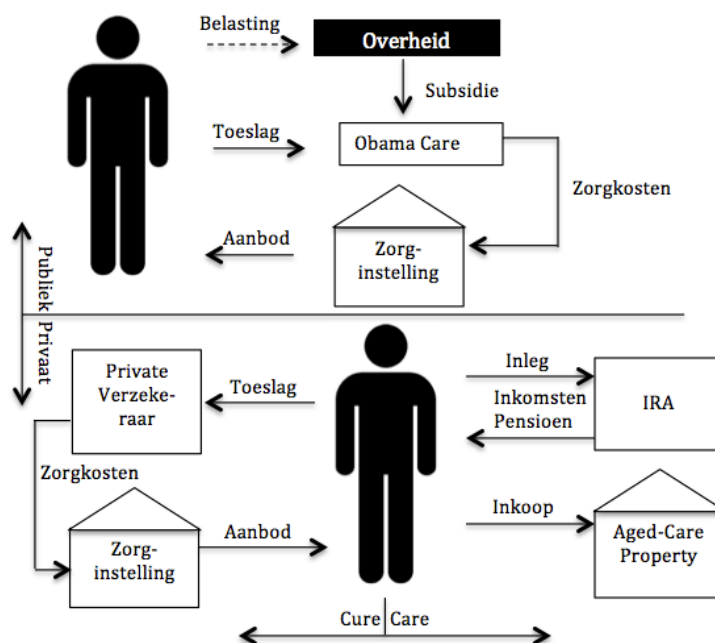 Belasting
Overheid
Subsidie
Toeslag
Obama Care
Zorgkosten
Aanbod
Zorg-
instelling
Publiek
Privaat
Private
Verzeke-
raar
Toeslag
Inleg
Inkomsten
Pensioen
IRA
Zorgkosten
Zorg-
instelling
Aanbod
Inkoop
Aged-Care
Property
Cure
Care